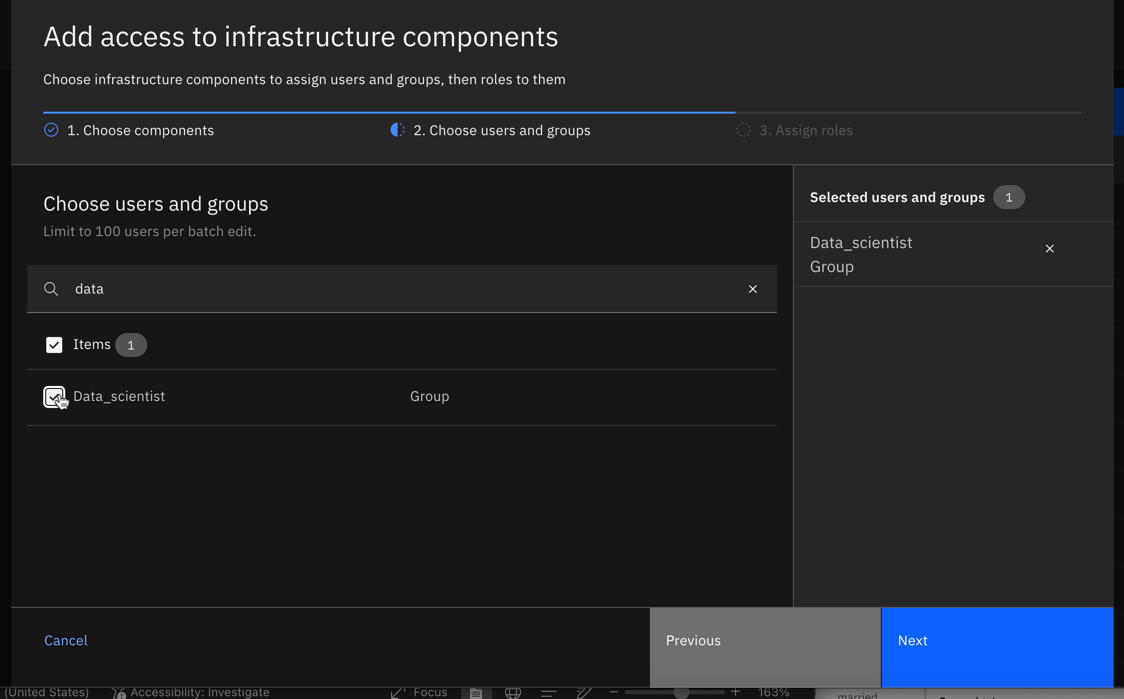 Add access to infrastructure components
Choose infrastructure components to assign users and groups, then roles to them
1. Choose components
2. Choose users and groups
3. Assign roles
Choose users and groups
Limit to 100 users per batch edit.
data
Items 1
Data_scientist Group
Selected users and groups 1
Data_scientist
Group
Cancel
Previous
Next
(United States) Accessibility: Investigate Focus 163%
married